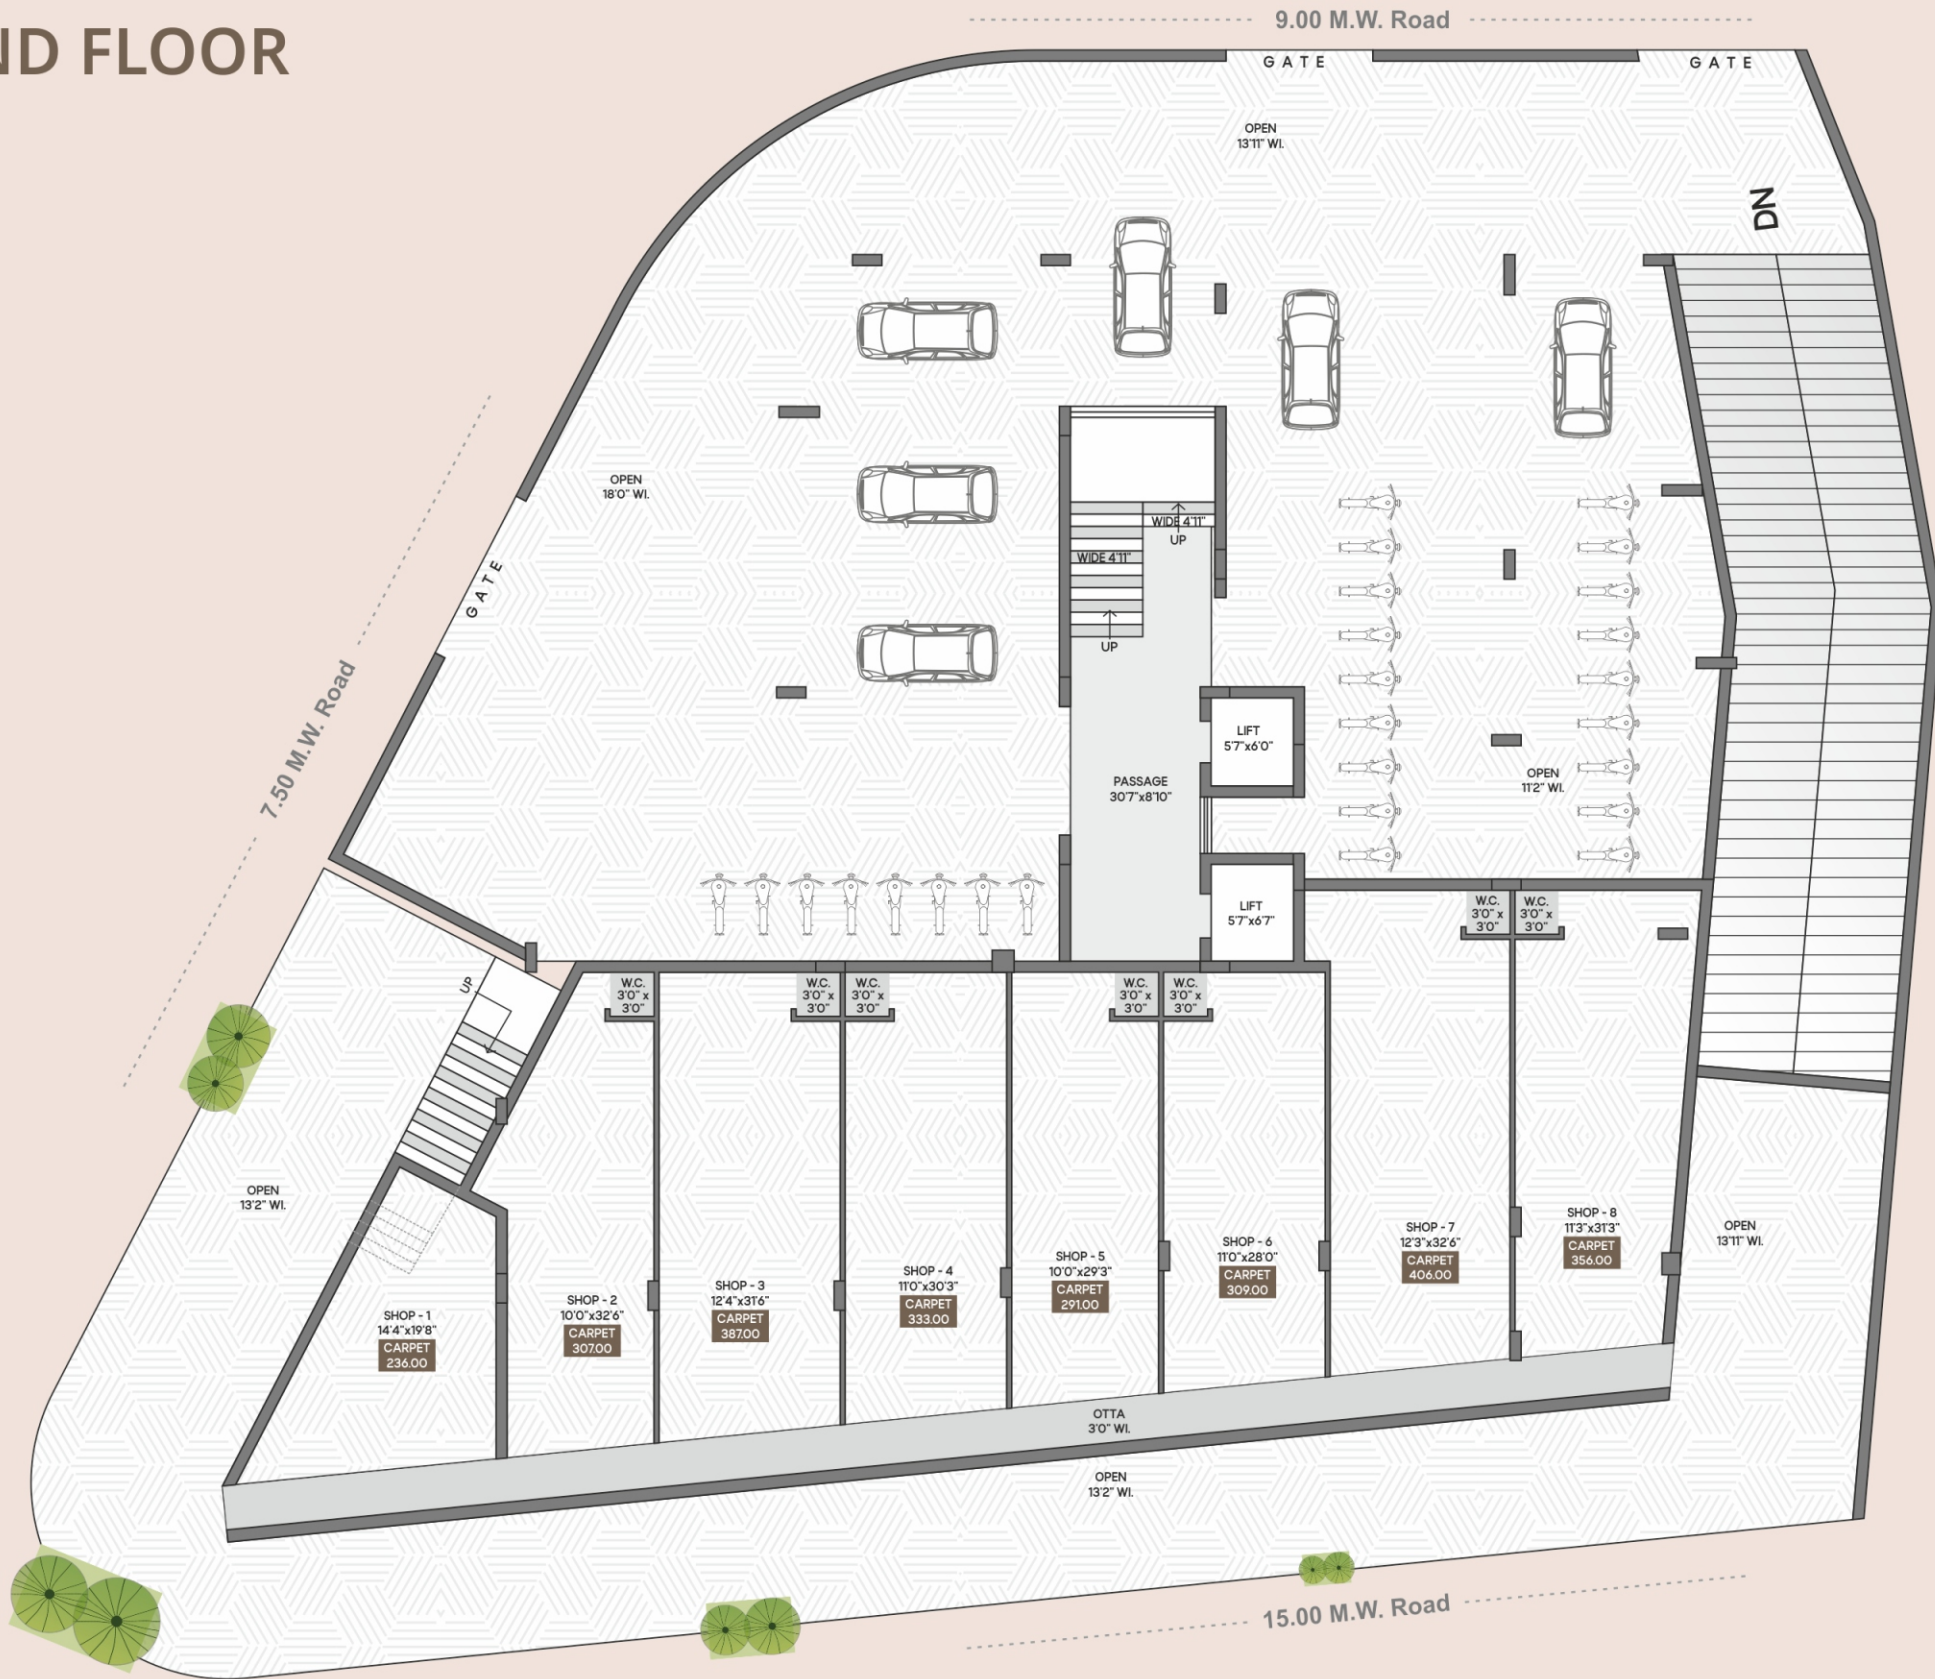 ND FLOOR
9.00 M.W. Road
GATE
GATE
OPEN
13'11" WI.
DN
OPEN
18'0" WI.
GATE
7.50 M.W. Road
WIDE 4'11"
UP
WIDE 4'11"
UP
LIFT
5'7"x6'0"
PASSAGE
30'7"x8'10"
OPEN
11'2" WI.
LIFT
5'7"x6'7"
W.C.
3'0" x
3'0"
W.C.
3'0" x
3'0"
UP
W.C.
3'0" x
3'0"
W.C.
3'0" x
3'0"
W.C.
3'0" x
3'0"
W.C.
3'0" x
3'0"
W.C.
3'0" x
3'0"
OPEN
13'2" WI.
SHOP - 1
14'4"x19'8"
CARPET
236.00
SHOP - 2
10'0"x32'6"
CARPET
307.00
SHOP - 3
12'4"x31'6"
CARPET
387.00
SHOP - 4
11'0"x30'3"
CARPET
333.00
SHOP - 5
10'0"x29'3"
CARPET
291.00
SHOP - 6
11'0"x28'0"
CARPET
309.00
SHOP - 7
12'3"x32'6"
CARPET
406.00
SHOP - 8
11'3"x31'3"
CARPET
356.00
OPEN
13'11" WI.
OTTA
3'0" WI.
OPEN
13'2" WI.
15.00 M.W. Road